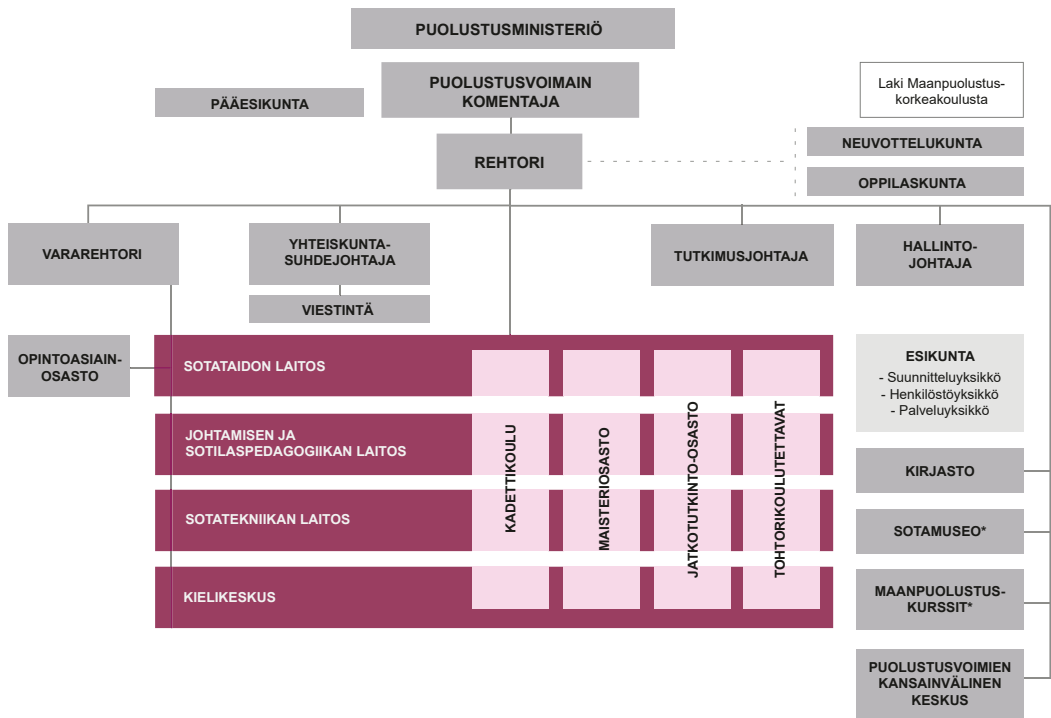 PUOLUSTUSMINISTERIÖ
PUOLUSTUSVOIMAIN
KOMENTAJA
PÄÄESIKUNTA
Laki Maanpuolustus-
korkeakoulusta
REHTORI
NEUVOTTELUKUNTA
OPPILASKUNTA
VARAREHTORI
YHTEISKUNTA-
SUHDEJOHTAJA
TUTKIMUSJOHTAJA
HALLINTO-
JOHTAJA
VIESTINTÄ
OPINTOASIAIN-
OSASTO
SOTATAIDON LAITOS
JOHTAMISEN JA
SOTILASPEDAGOGIIKAN LAITOS
SOTATEKNIIKAN LAITOS
KIELIKESKUS
KADETTIKOULU
MAISTERIOSASTO
JATKOTUTKINTO-OSASTO
TOHTORIKOULUTETTAVAT
ESIKUNTA
- Suunnitteluyksikkö
- Henkilöstöyksikkö
- Palveluyksikkö
KIRJASTO
SOTAMUSEO*
MAANPUOLUSTUS-
KURSSIT*
PUOLUSTUSVOIMIEN
KANSAINVÄLINEN
KESKUS